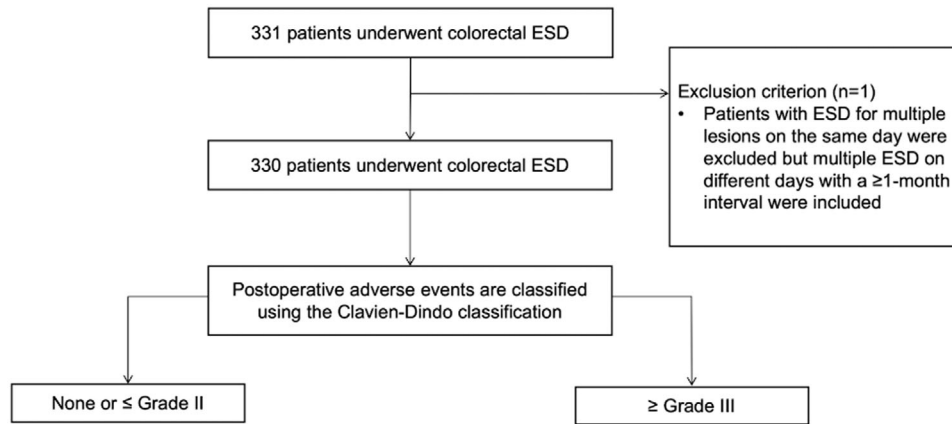 331 patients underwent colorectal ESD
Exclusion criterion (n=1)
• Patients with ESD for multiple
lesions on the same day were
excluded but multiple ESD on
different days with a ≥1-month
interval were included
330 patients underwent colorectal ESD
Postoperative adverse events are classified
using the Clavien-Dindo classification
None or ≤ Grade II
≥ Grade III